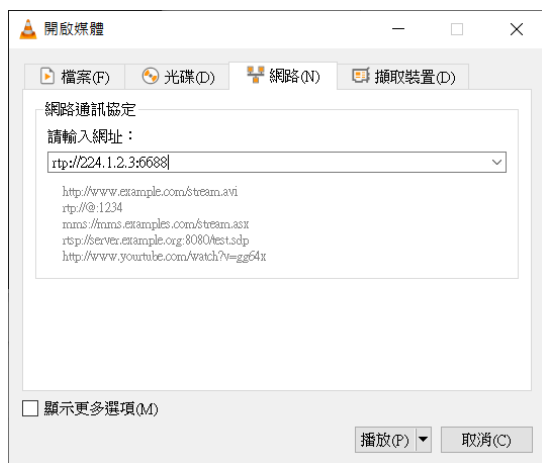 開啟媒體
檔案(F) 光碟(D) 網路(N) 擷取裝置(D)
網路通訊協定
請輸入網址：
rtp://224.1.2.3:6688
http://www.example.com/stream.avi
rtp://@:1234
mms://mms.examples.com/stream.asx
rtsp://server.example.org:8080/test.sdp
http://www.yourtube.com/watch?v=gg64x
顯示更多選項(M)
播放(P) 取消(C)